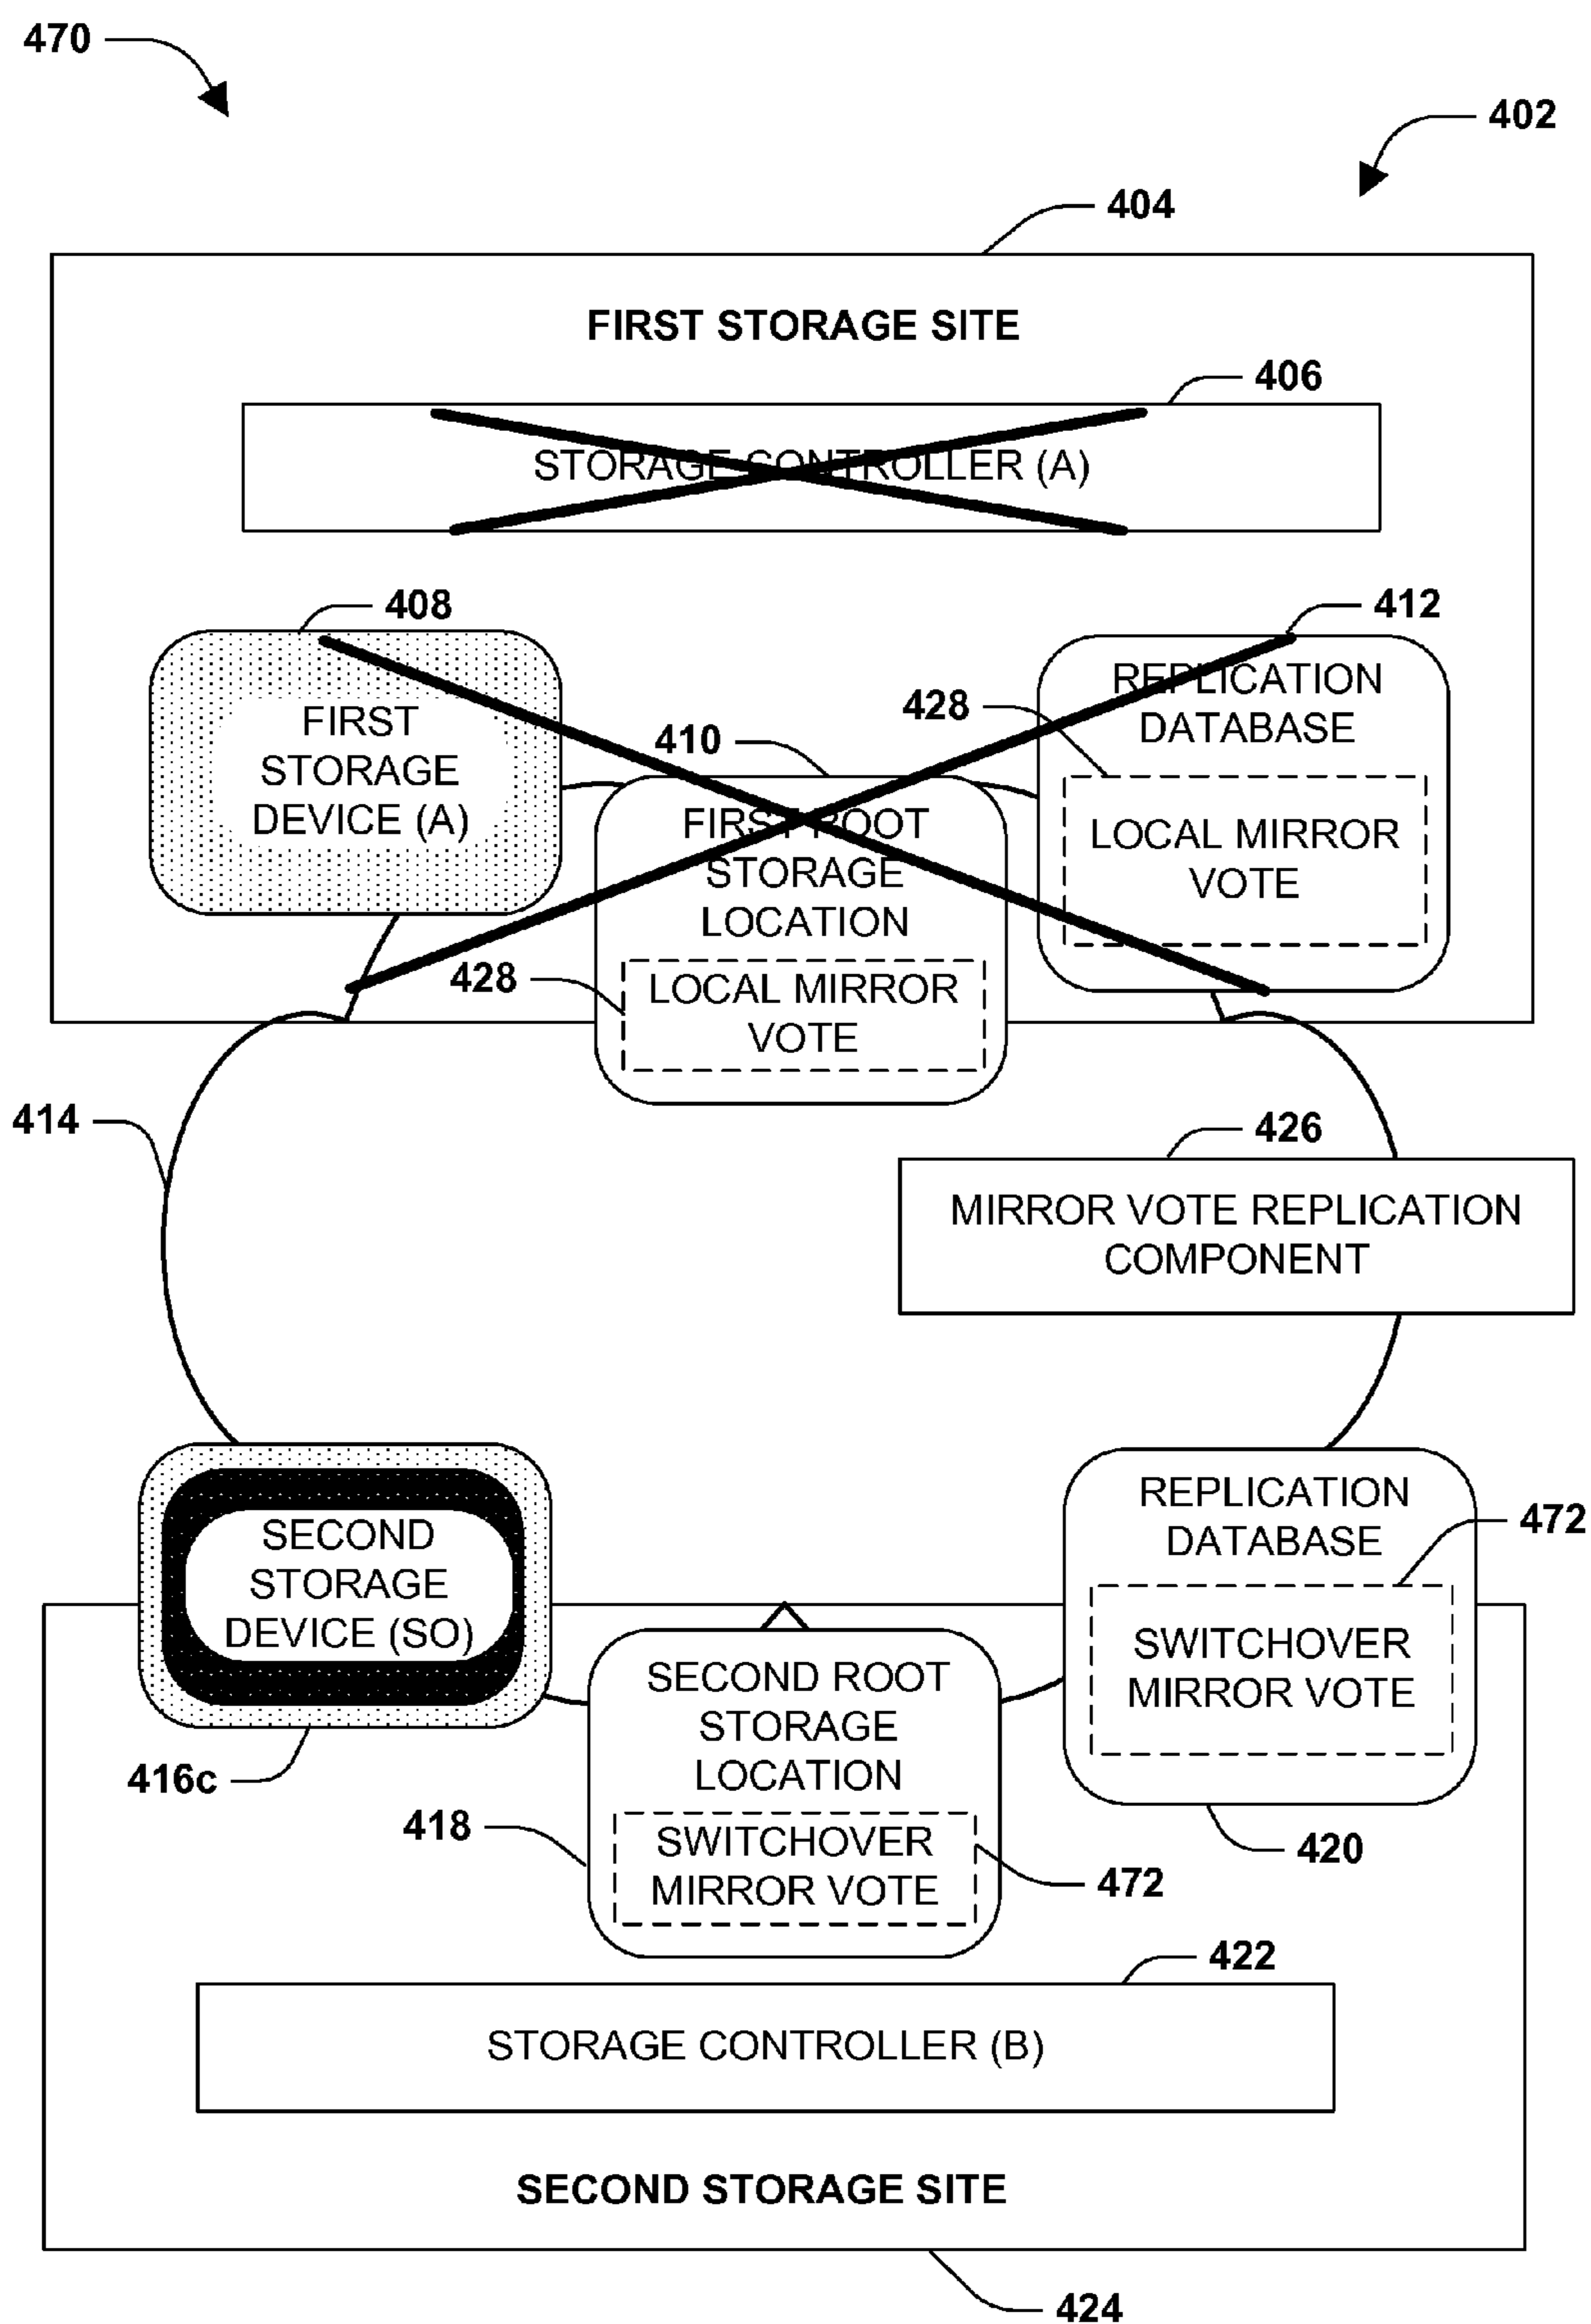 470
402
404
FIRST STORAGE SITE
406
STORAGE CONTROLLER (A)
408
412
FIRST
STORAGE
DEVICE (A)
REPLICATION
DATABASE
428
LOCAL MIRROR
VOTE
410
FIRST ROOT
STORAGE
LOCATION
428
LOCAL MIRROR
VOTE
414
426
MIRROR VOTE REPLICATION
COMPONENT
SECOND
STORAGE
DEVICE (SO)
416c
REPLICATION
DATABASE
472
SWITCHOVER
MIRROR VOTE
420
SECOND ROOT
STORAGE
LOCATION
418
SWITCHOVER
MIRROR VOTE
472
422
STORAGE CONTROLLER (B)
SECOND STORAGE SITE
424